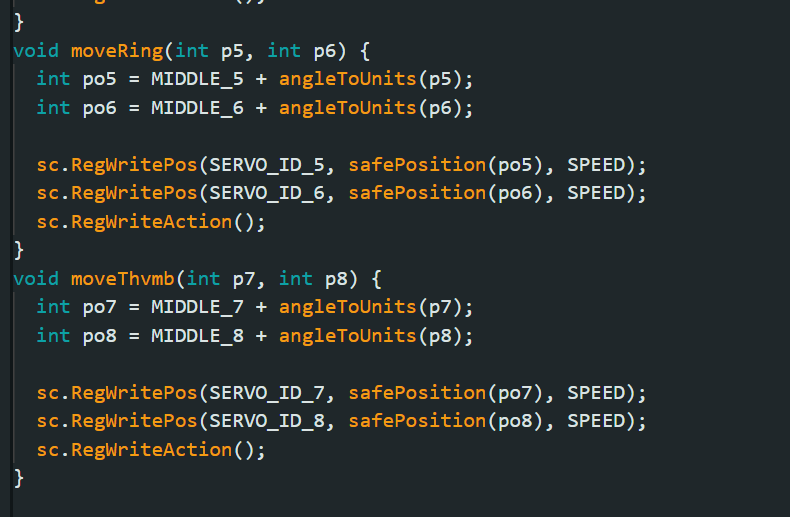 }
void moveRing(int p5, int p6) {
  int po5 = MIDDLE_5 + angleToUnits(p5);
  int po6 = MIDDLE_6 + angleToUnits(p6);

  sc.RegWritePos(SERVO_ID_5, safePosition(po5), SPEED);
  sc.RegWritePos(SERVO_ID_6, safePosition(po6), SPEED);
  sc.RegWriteAction();
}
void moveThvmb(int p7, int p8) {
  int po7 = MIDDLE_7 + angleToUnits(p7);
  int po8 = MIDDLE_8 + angleToUnits(p8);

  sc.RegWritePos(SERVO_ID_7, safePosition(po7), SPEED);
  sc.RegWritePos(SERVO_ID_8, safePosition(po8), SPEED);
  sc.RegWriteAction();
}